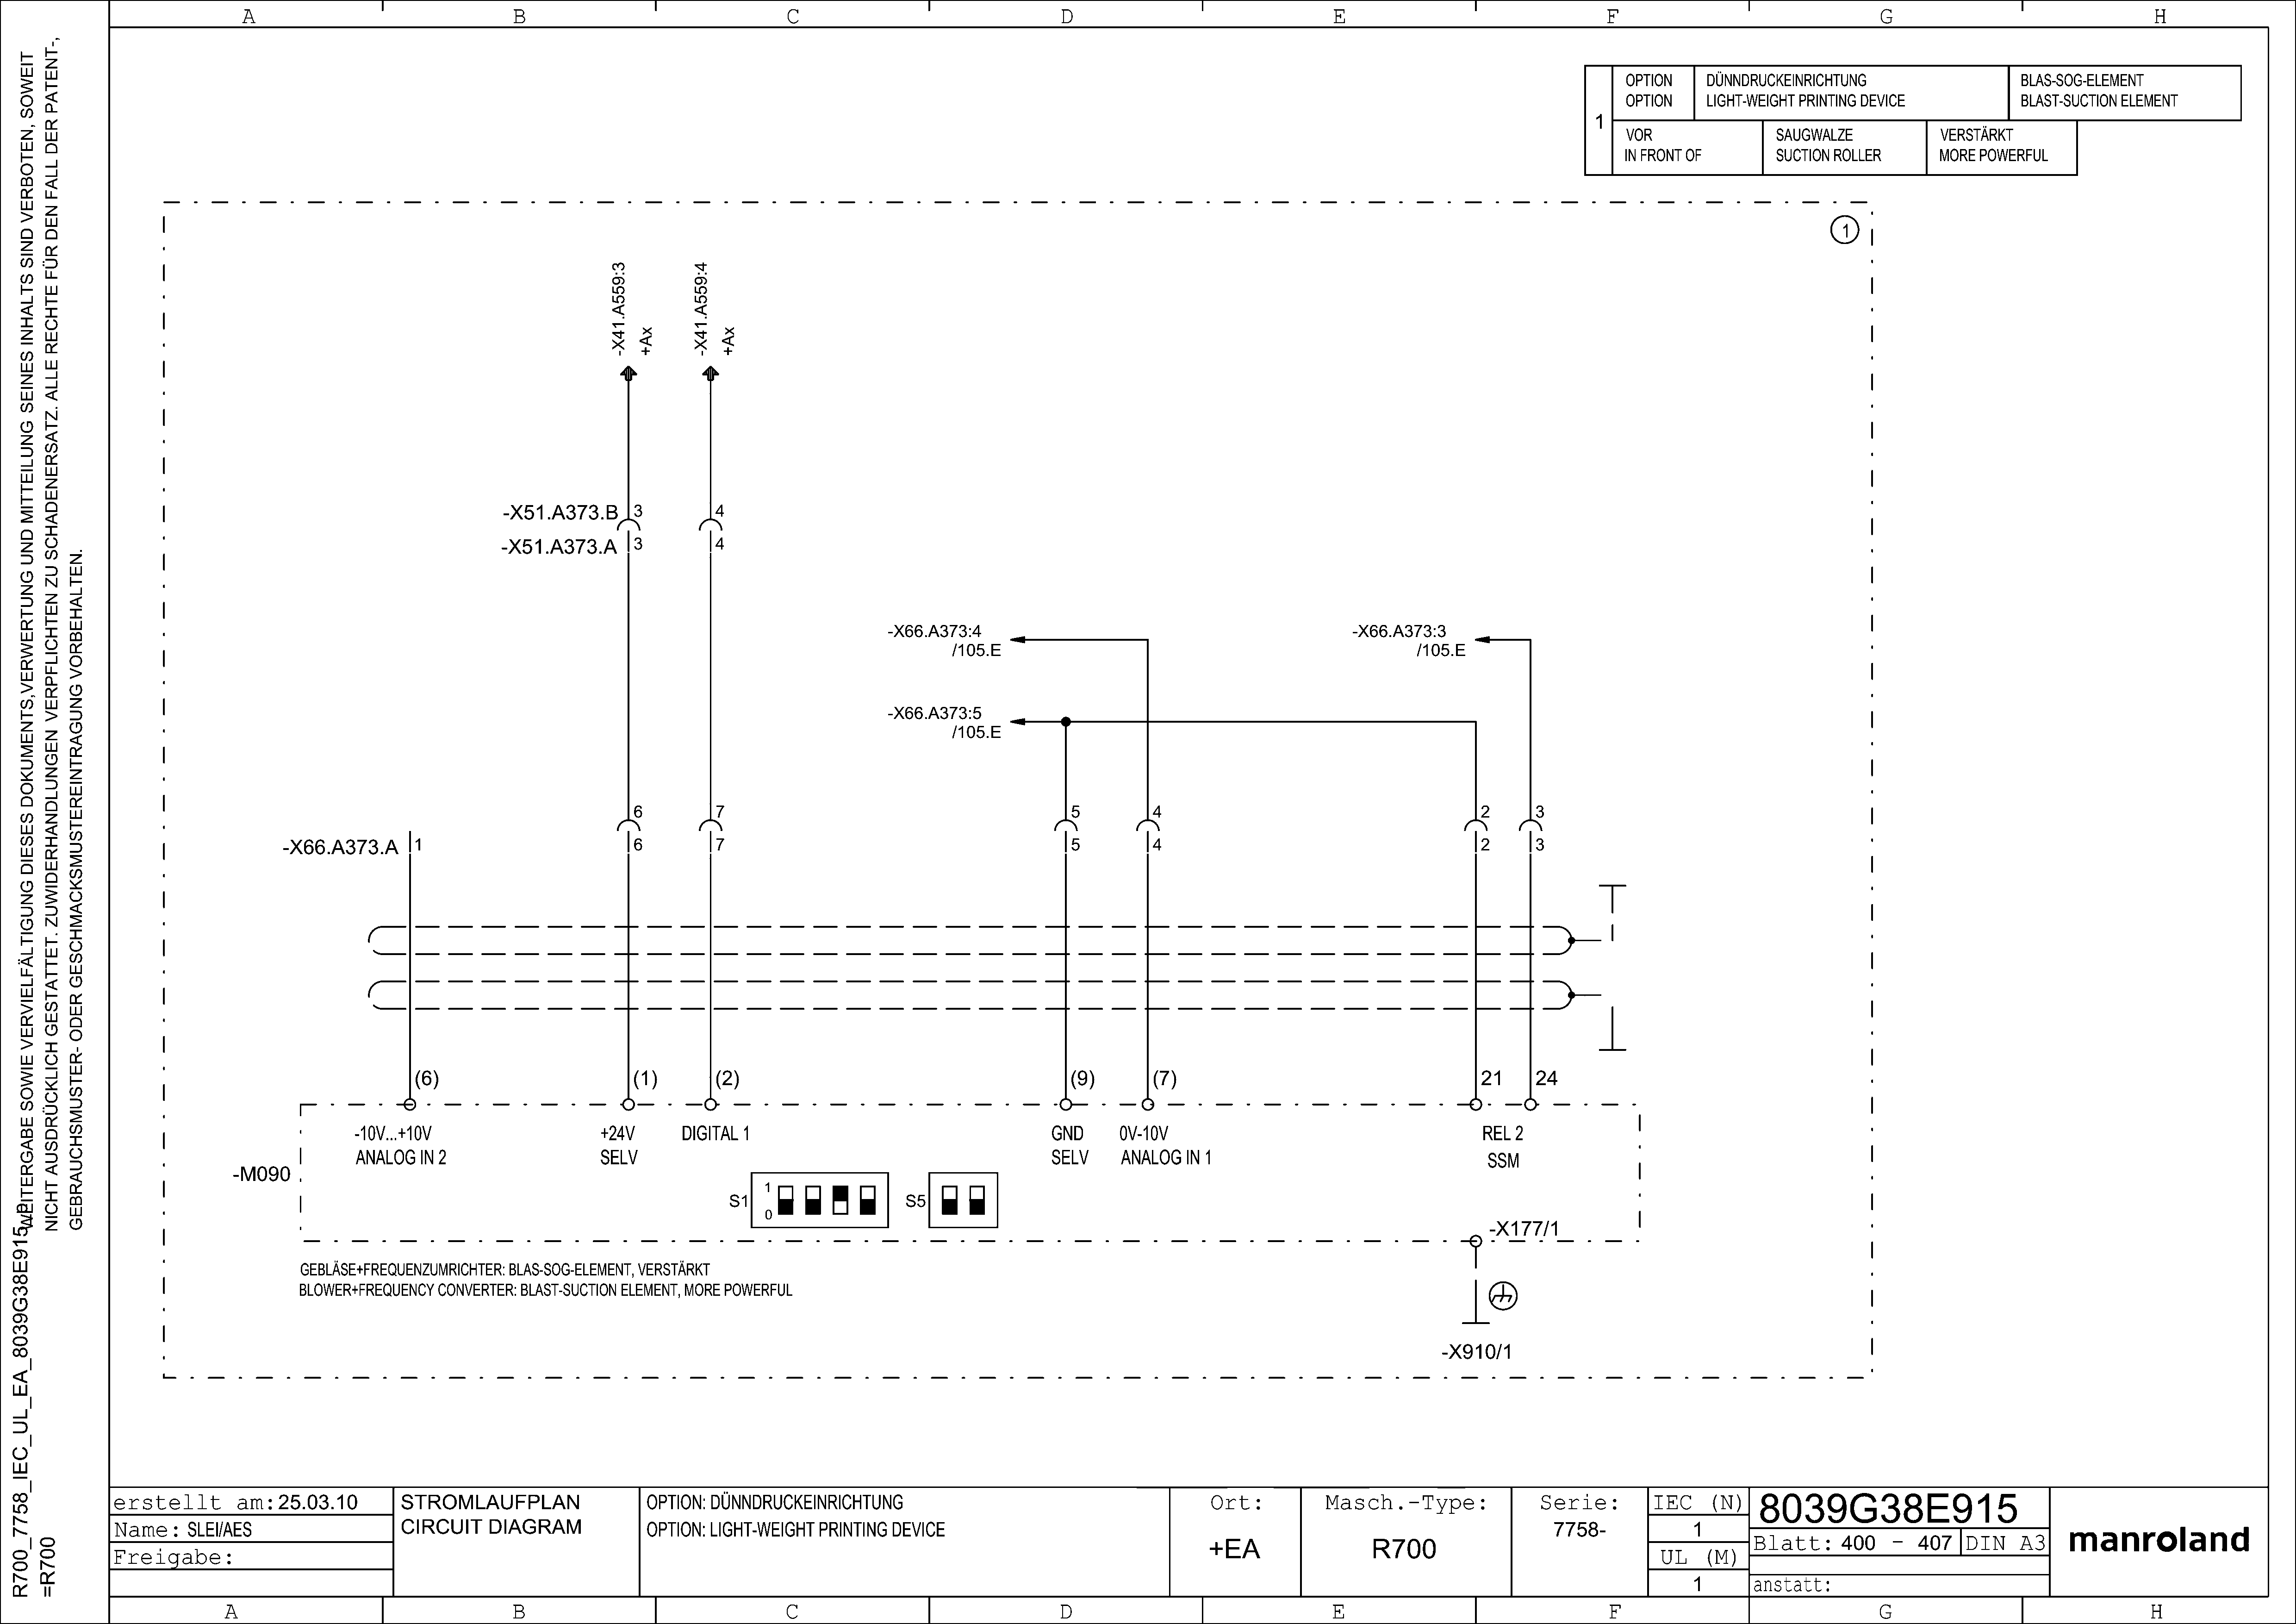 A B C D E F G H
OPTION DÜNNDRUCKEINRICHTUNG BLAS-SOG-ELEMENT
OPTION LIGHT-WEIGHT PRINTING DEVICE BLAST-SUCTION ELEMENT
1
VOR SAUGWALZE VERSTÄRKT
IN FRONT OF SUCTION ROLLER MORE POWERFUL
1
-X41.A559:3
+Ax
-X41.A559:4
+Ax
-X51.A373.B 3 4
-X51.A373.A 3 4
-X66.A373:4
/105.E
-X66.A373:3
/105.E
-X66.A373:5
/105.E
6 7 5 4 2 3
-X66.A373.A 1 6 7 5 4 2 3
(6) (1) (2) (9) (7) 21 24
-10V...+10V +24V DIGITAL 1 GND 0V-10V REL 2
ANALOG IN 2 SELV SELV ANALOG IN 1 SSM
-M090
S1 1 0 S5
-X177/1
GEBLÄSE+FREQUENZUMRICHTER: BLAS-SOG-ELEMENT, VERSTÄRKT
BLOWER+FREQUENCY CONVERTER: BLAST-SUCTION ELEMENT, MORE POWERFUL
-X910/1
WEITERGABE SOWIE VERVIELFÄLTIGUNG DIESES DOKUMENTS,VERWERTUNG UND MITTEILUNG SEINES INHALTS SIND VERBOTEN, SOWEIT
NICHT AUSDRÜCKLICH GESTATTET. ZUWIDERHANDLUNGEN VERPFLICHTEN ZU SCHADENERSATZ. ALLE RECHTE FÜR DEN FALL DER PATENT-,
GEBRAUCHSMUSTER- ODER GESCHMACKSMUSTEREINTRAGUNG VORBEHALTEN.
R700_7758_IEC_UL_EA_8039G38E915_D
=R700
erstellt am: 25.03.10
Name: SLEI/AES
Freigabe:
STROMLAUFPLAN
CIRCUIT DIAGRAM
OPTION: DÜNNDRUCKEINRICHTUNG
OPTION: LIGHT-WEIGHT PRINTING DEVICE
Ort:
+EA
Masch.-Type:
R700
Serie:
7758-
IEC (N)
1
UL (M)
1
8039G38E915
Blatt: 400 - 407 DIN A3
anstatt:
manroland
A B C D E F G H